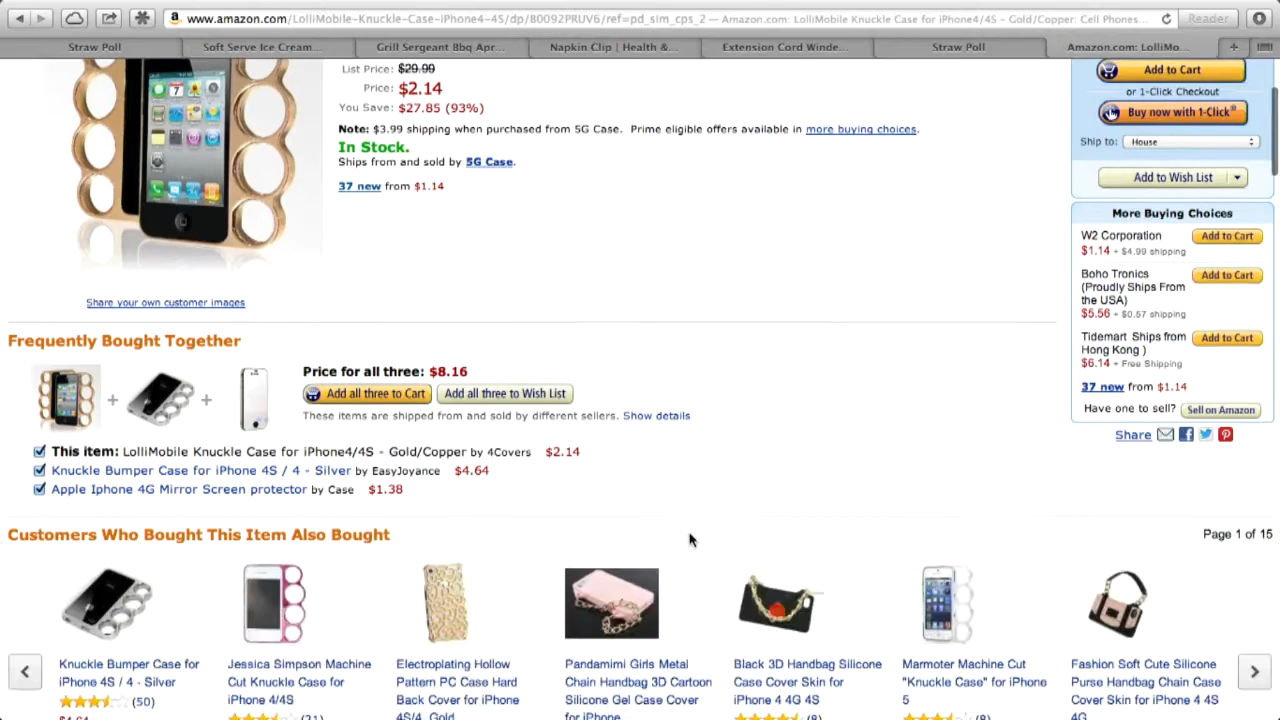 www.amazon.com/LolliMobile-Knuckle-Case-iPhone4-4S/dp/B0092PRUV6/ref=pd_sim_cps_2 — Amazon.com: LolliMobile Knuckle Case for iPhone4/4S - Gold/Copper: Cell Phones... Reader
Straw Poll Soft Serve Ice Cream... Grill Sergeant Bbq Apr... Napkin Clip | Health &... Extension Cord Winde... Straw Poll Amazon.com: LolliMo... +
List Price: $29.99
Price: $2.14
You Save: $27.85 (93%)
Note: $3.99 shipping when purchased from 5G Case. Prime eligible offers available in more buying choices.
In Stock.
Ships from and sold by 5G Case.
37 new from $1.14
Share your own customer images
Add to Cart
or 1-Click Checkout
Buy now with 1-Click®
Ship to: House
Add to Wish List
More Buying Choices
W2 Corporation Add to Cart
$1.14 + $4.99 shipping
Boho Tronics Add to Cart
(Proudly Ships From
the USA)
$5.56 + $0.57 shipping
Tidemart Ships from Add to Cart
Hong Kong )
$6.14 + Free Shipping
37 new from $1.14
Have one to sell? Sell on Amazon
Share
Frequently Bought Together
+ +
Price for all three: $8.16
Add all three to Cart Add all three to Wish List
These items are shipped from and sold by different sellers. Show details
This item: LolliMobile Knuckle Case for iPhone4/4S - Gold/Copper by 4Covers $2.14
Knuckle Bumper Case for iPhone 4S / 4 - Silver by EasyJoyance $4.64
Apple Iphone 4G Mirror Screen protector by Case $1.38
Customers Who Bought This Item Also Bought
Page 1 of 15
Knuckle Bumper Case for
iPhone 4S / 4 - Silver
(50)
$4.64
Jessica Simpson Machine
Cut Knuckle Case for
iPhone 4/4S
(21)
Electroplating Hollow
Pattern PC Case Hard
Back Cover for iPhone
4S/4, Gold
Pandamimi Girls Metal
Chain Handbag 3D Cartoon
Silicone Gel Case Cover
for iPhone
Black 3D Handbag Silicone
Case Cover Skin for
iPhone 4 4G 4S
(8)
Marmoter Machine Cut
"Knuckle Case" for iPhone
5
(8)
Fashion Soft Cute Silicone
Purse Handbag Chain Case
Cover Skin for iPhone 4 4S
4G